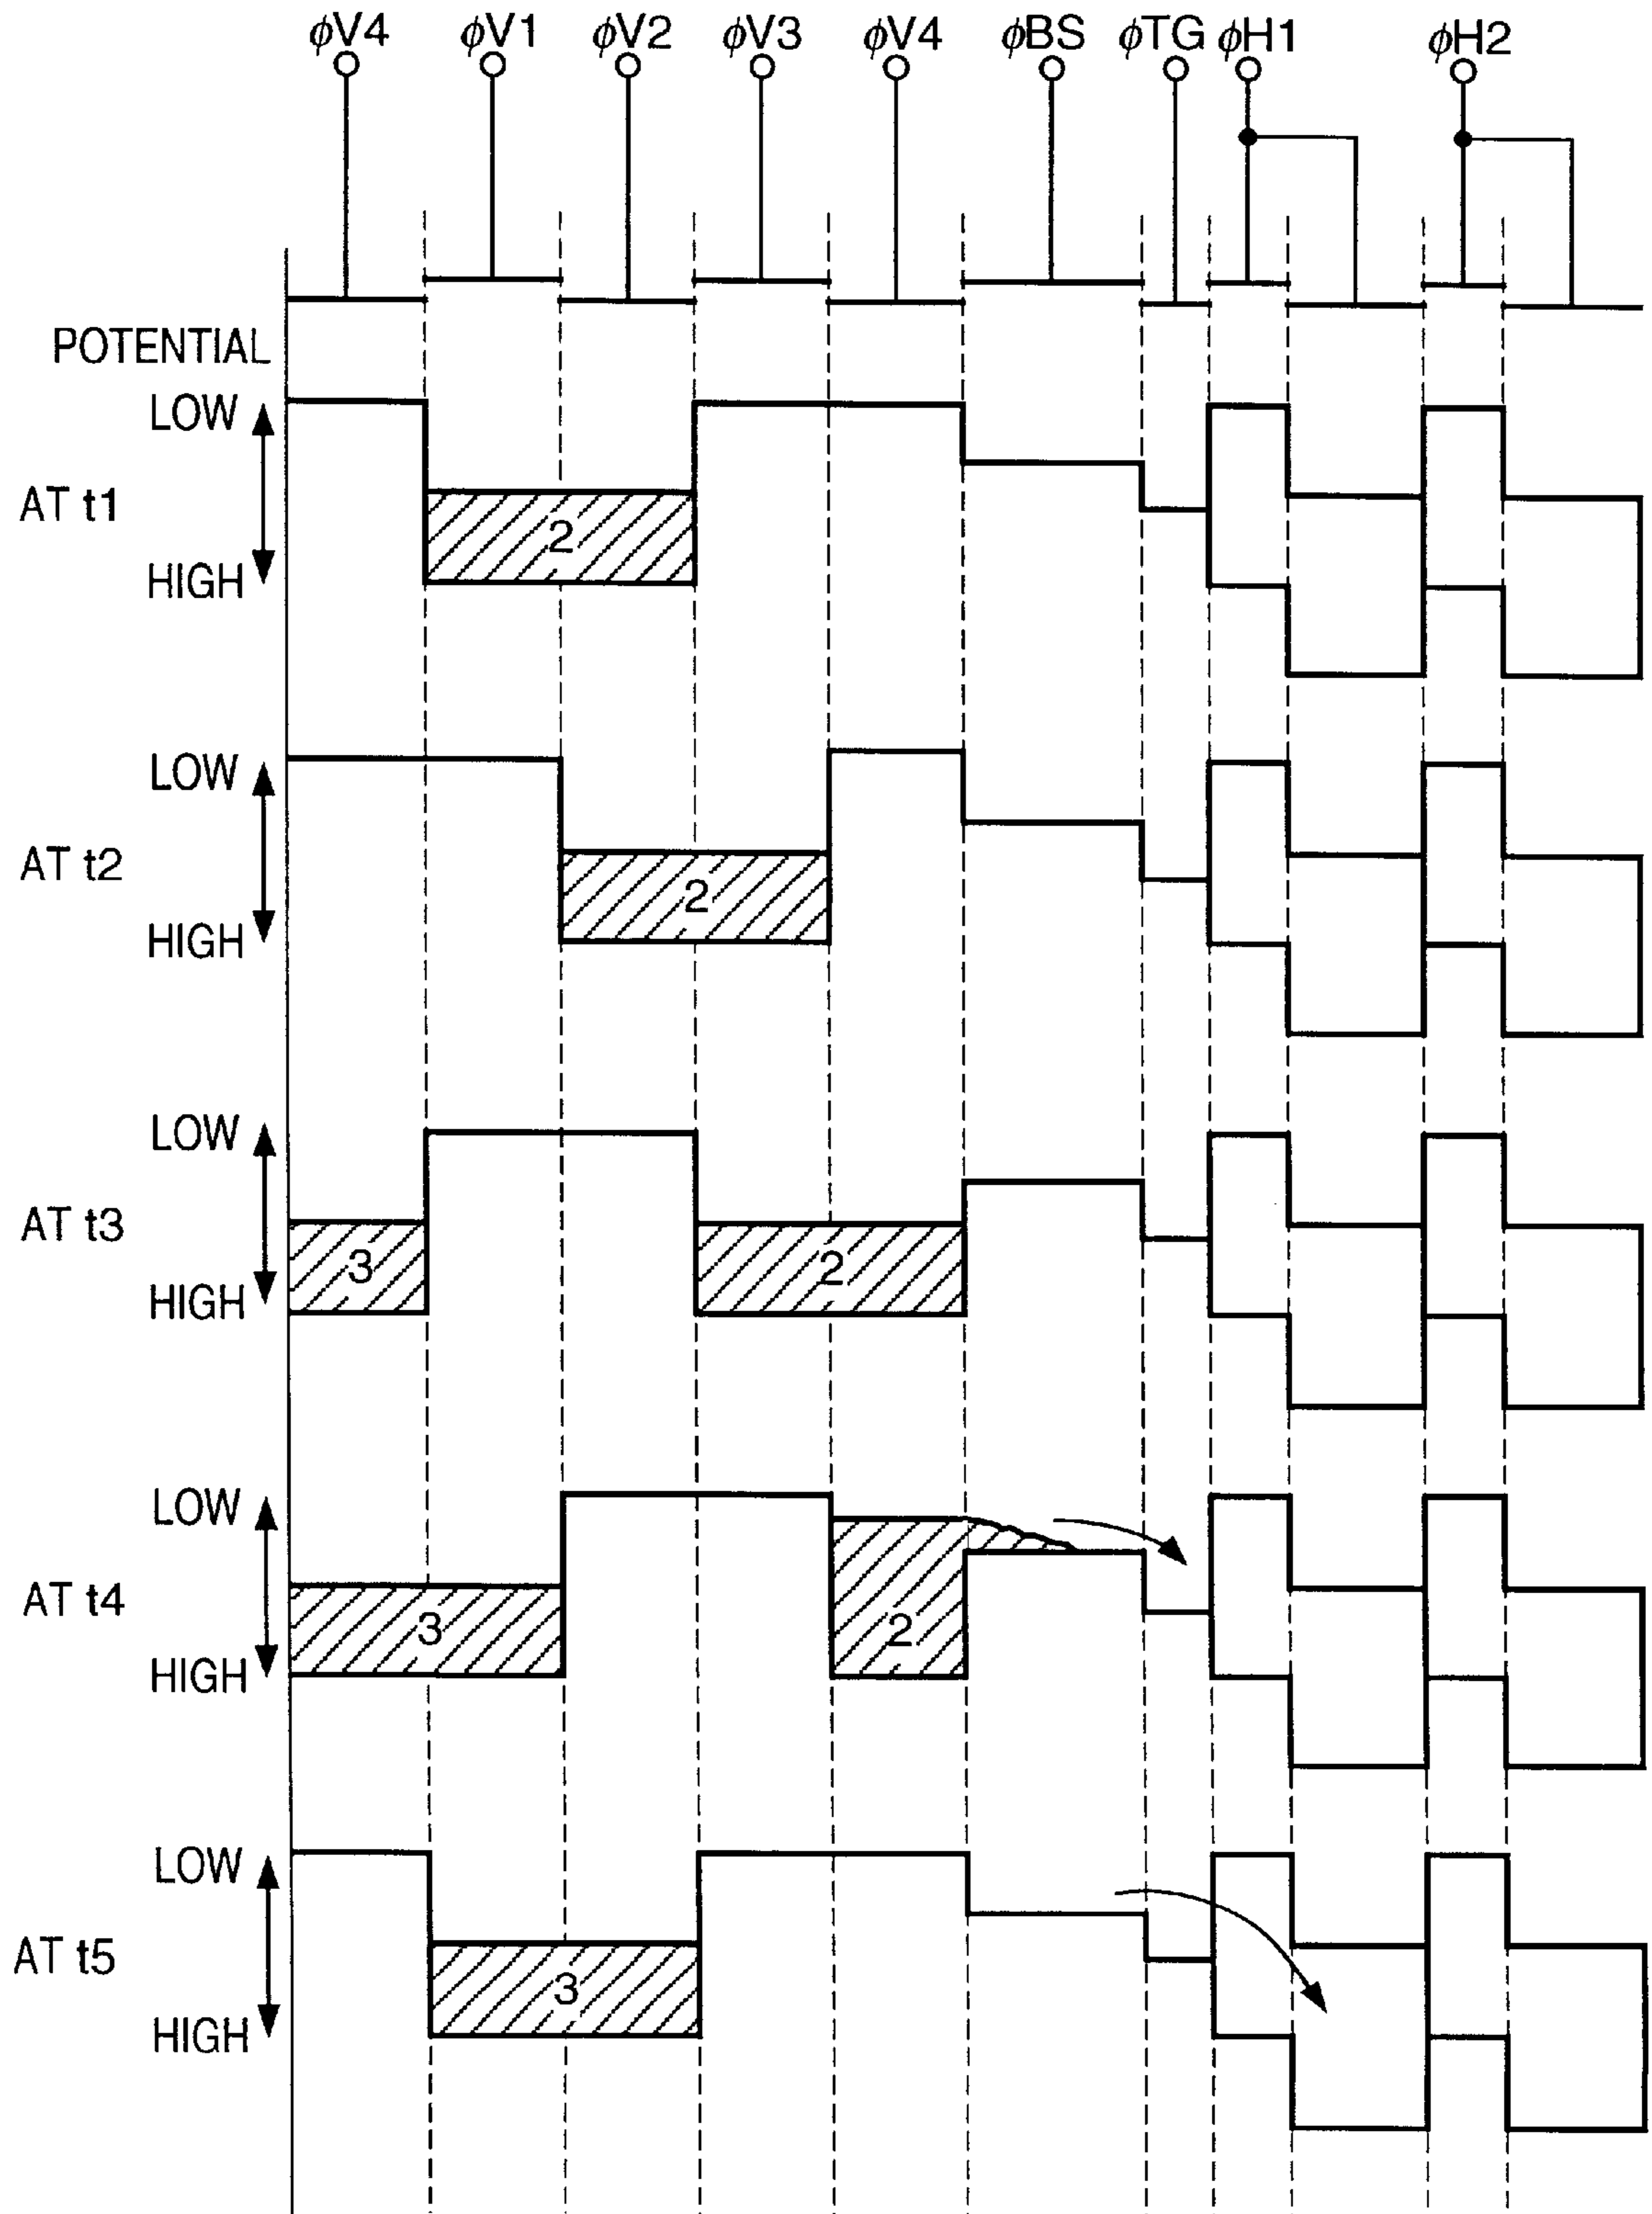 ϕV4 ϕV1 ϕV2 ϕV3 ϕV4 ϕBS ϕTG ϕH1 ϕH2
POTENTIAL
LOW
AT t1
2
HIGH
LOW
AT t2
2
HIGH
LOW
AT t3
3 2
HIGH
LOW
AT t4
3 2
HIGH
LOW
AT t5
3
HIGH